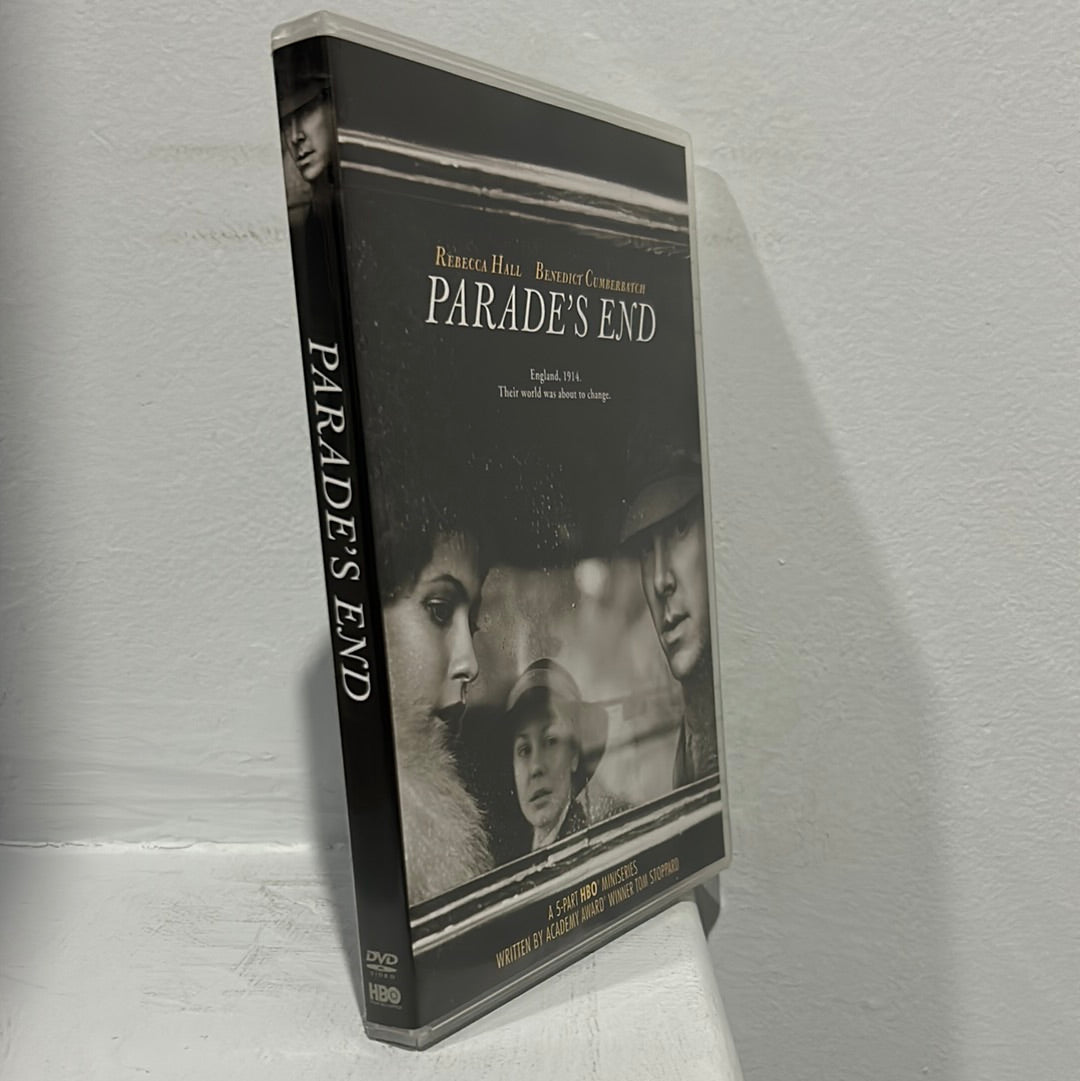 REBECCA HALL BENEDICT CUMBERBATCH
PARADE'S END
England, 1914.
Their world was about to change.
A 5-PART HBO® MINISERIES
WRITTEN BY ACADEMY AWARD® WINNER TOM STOPPARD
PARADE'S END
DVD
VIDEO
HBO